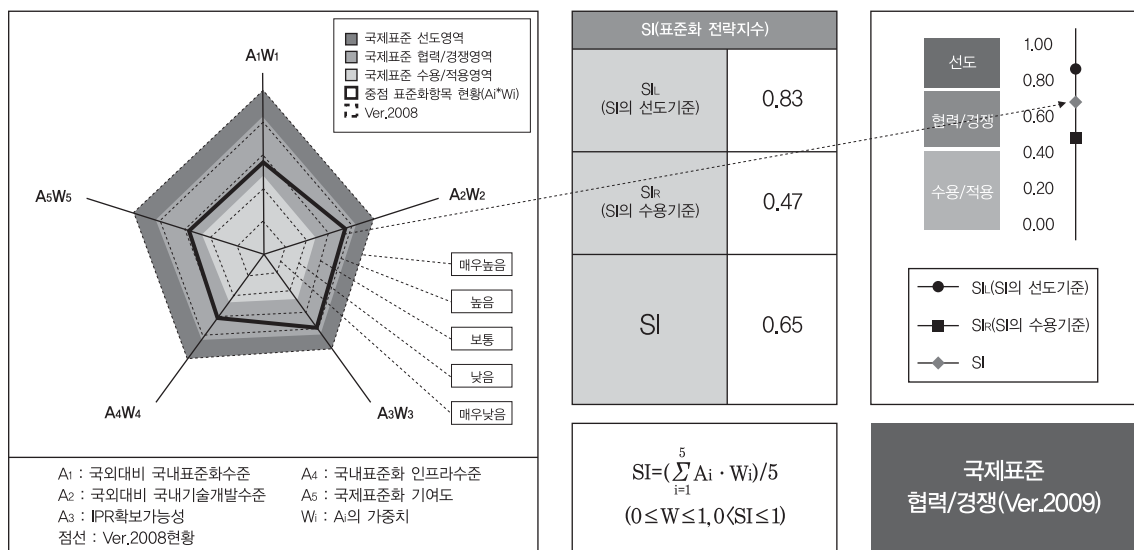 국제표준 선도영역
국제표준 협력/경쟁영역
국제표준 수용/적용영역
중점 표준화항목 현황(Ai*Wi)
Ver.2008
A1W1
A2W2
A3W3
A4W4
A5W5
매우높음
높음
보통
낮음
매우낮음
A1 : 국외대비 국내표준화수준
A2 : 국외대비 국내기술개발수준
A3 : IPR확보가능성
점선 : Ver.2008현황
A4 : 국내표준화 인프라수준
A5 : 국제표준화 기여도
Wi : Ai의 가중치
SI(표준화 전략지수)
SIL
(SI의 선도기준)
0.83
SIR
(SI의 수용기준)
0.47
SI
0.65
SI=(∑ Ai · Wi)/5
5
i=1
(0≤W≤1, 0<SI≤1)
선도
협력/경쟁
수용/적용
1.00
0.80
0.60
0.40
0.20
0.00
SIL(SI의 선도기준)
SIR(SI의 수용기준)
SI
국제표준
협력/경쟁(Ver.2009)